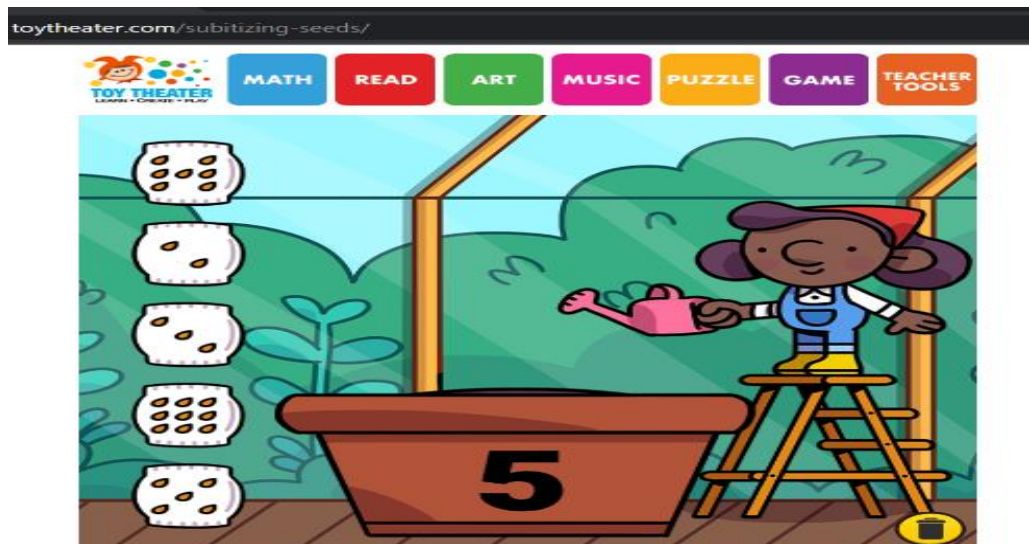 toytheater.com/subitizing-seeds/
TOY THEATER
LEARN • CREATE • PLAY
MATH
READ
ART
MUSIC
PUZZLE
GAME
TEACHER
TOOLS
5